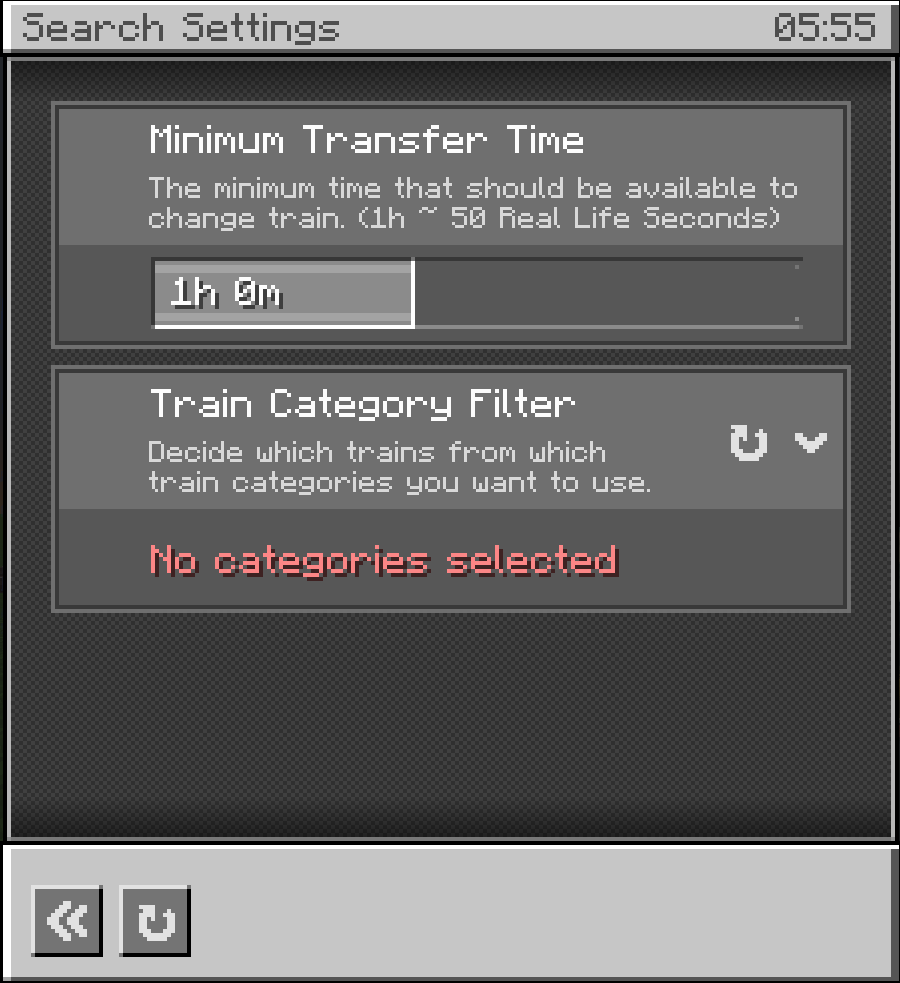 Search Settings
05:55
Minimum Transfer Time
The minimum time that should be available to
change train. (1h ~ 50 Real Life Seconds)
1h 0m
Train Category Filter
Decide which trains from which
train categories you want to use.
No categories selected